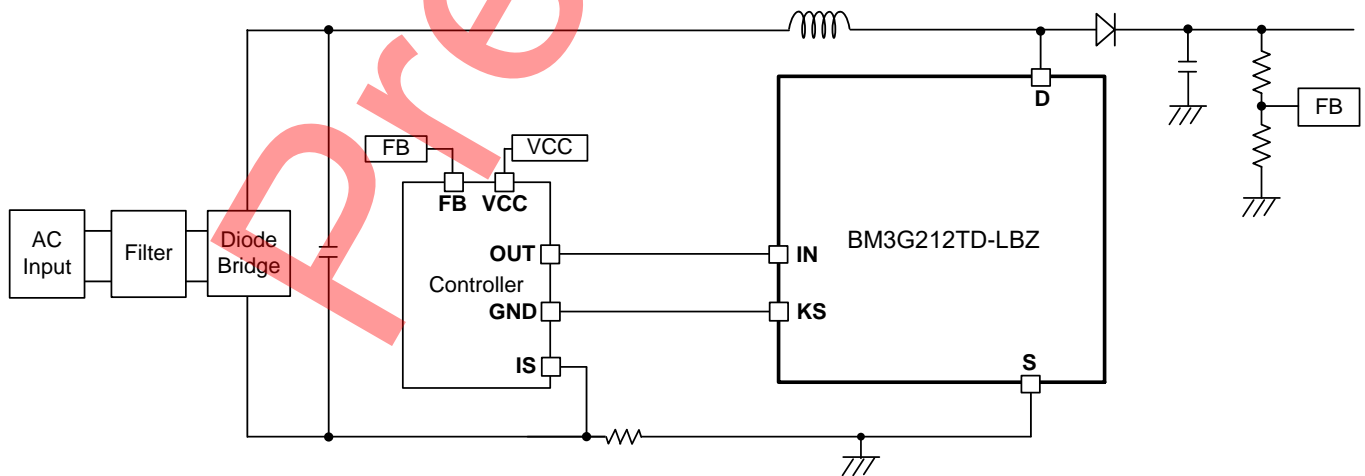 Pre
D
FB
FB
VCC
FB VCC
AC
Input
Filter
Diode
Bridge
OUT
Controller
GND
IS
IN
BM3G212TD-LBZ
KS
S